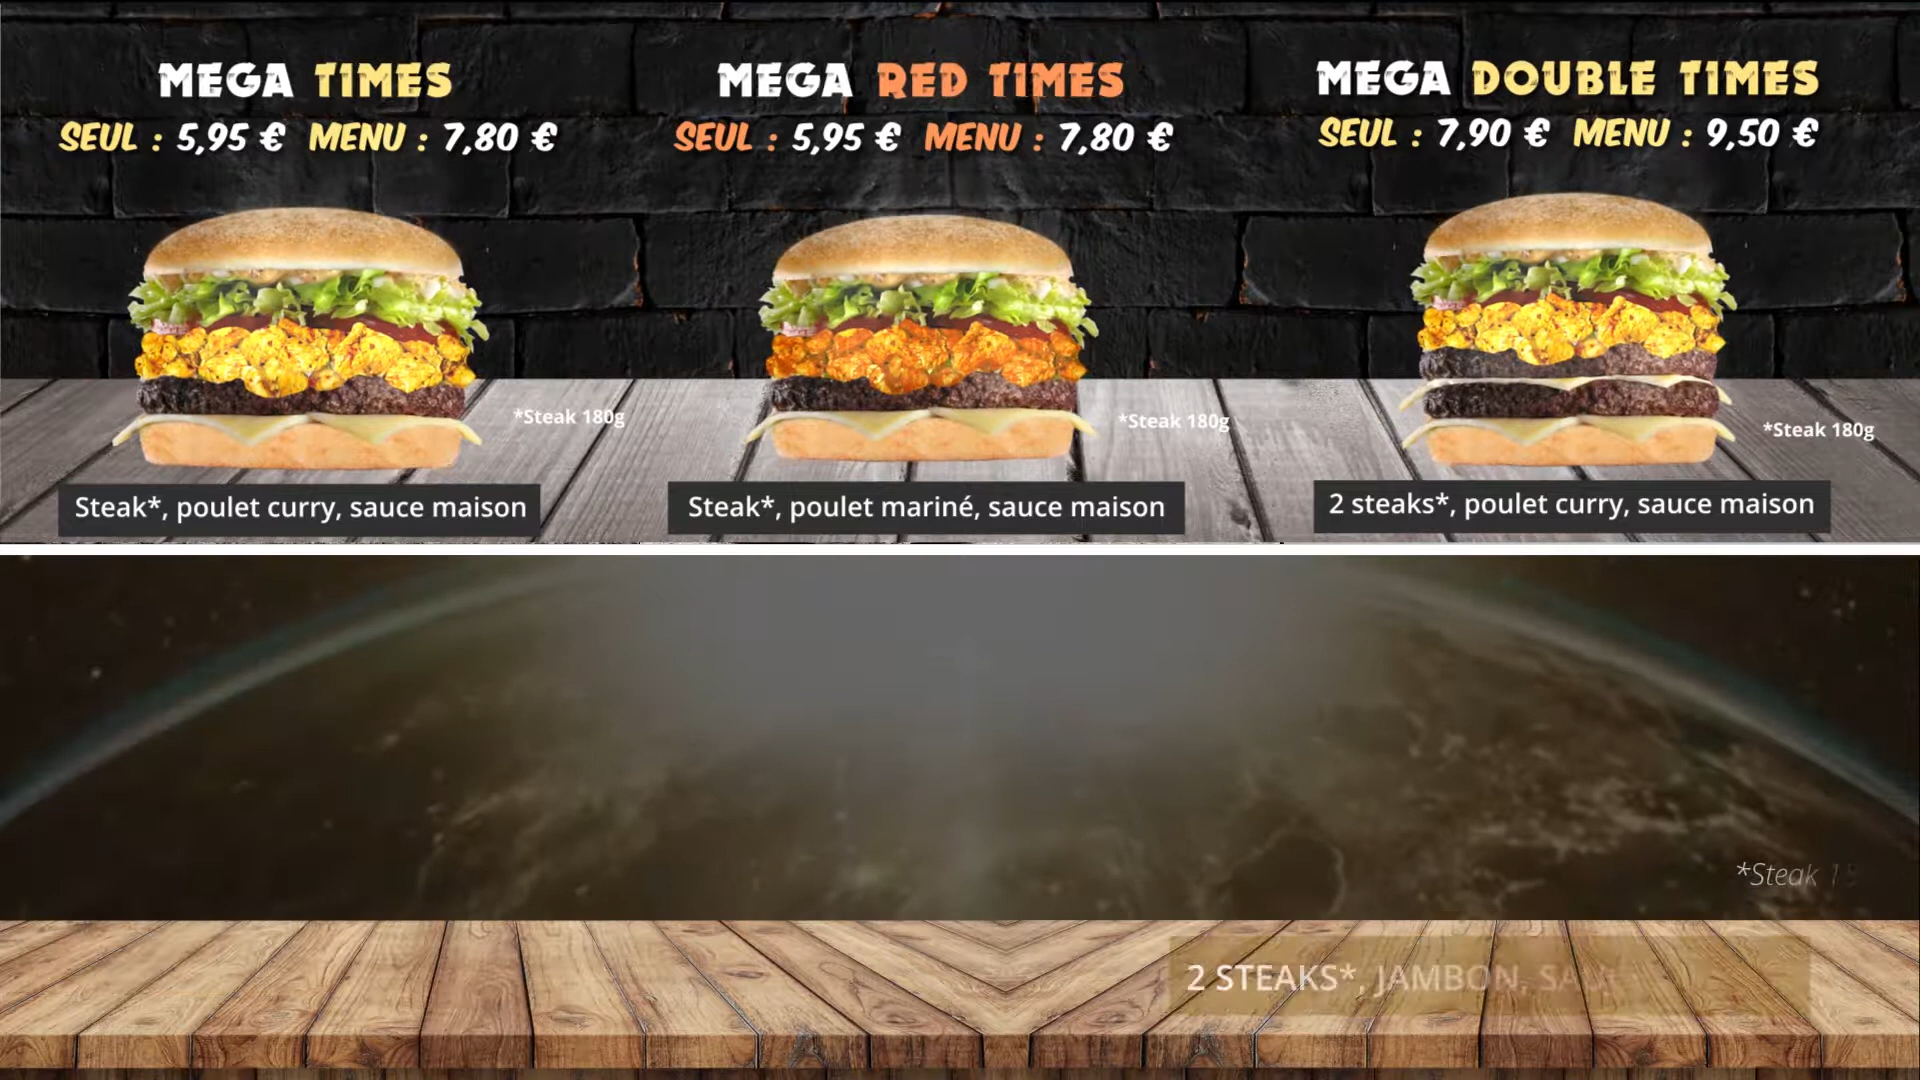 MEGA TIMES
SEUL : 5,95 € MENU : 7,80 €
*Steak 180g
Steak*, poulet curry, sauce maison
MEGA RED TIMES
SEUL : 5,95 € MENU : 7,80 €
*Steak 180g
Steak*, poulet mariné, sauce maison
MEGA DOUBLE TIMES
SEUL : 7,90 € MENU : 9,50 €
*Steak 180g
2 steaks*, poulet curry, sauce maison
*Steak
2 STEAKS*, JAMBON,